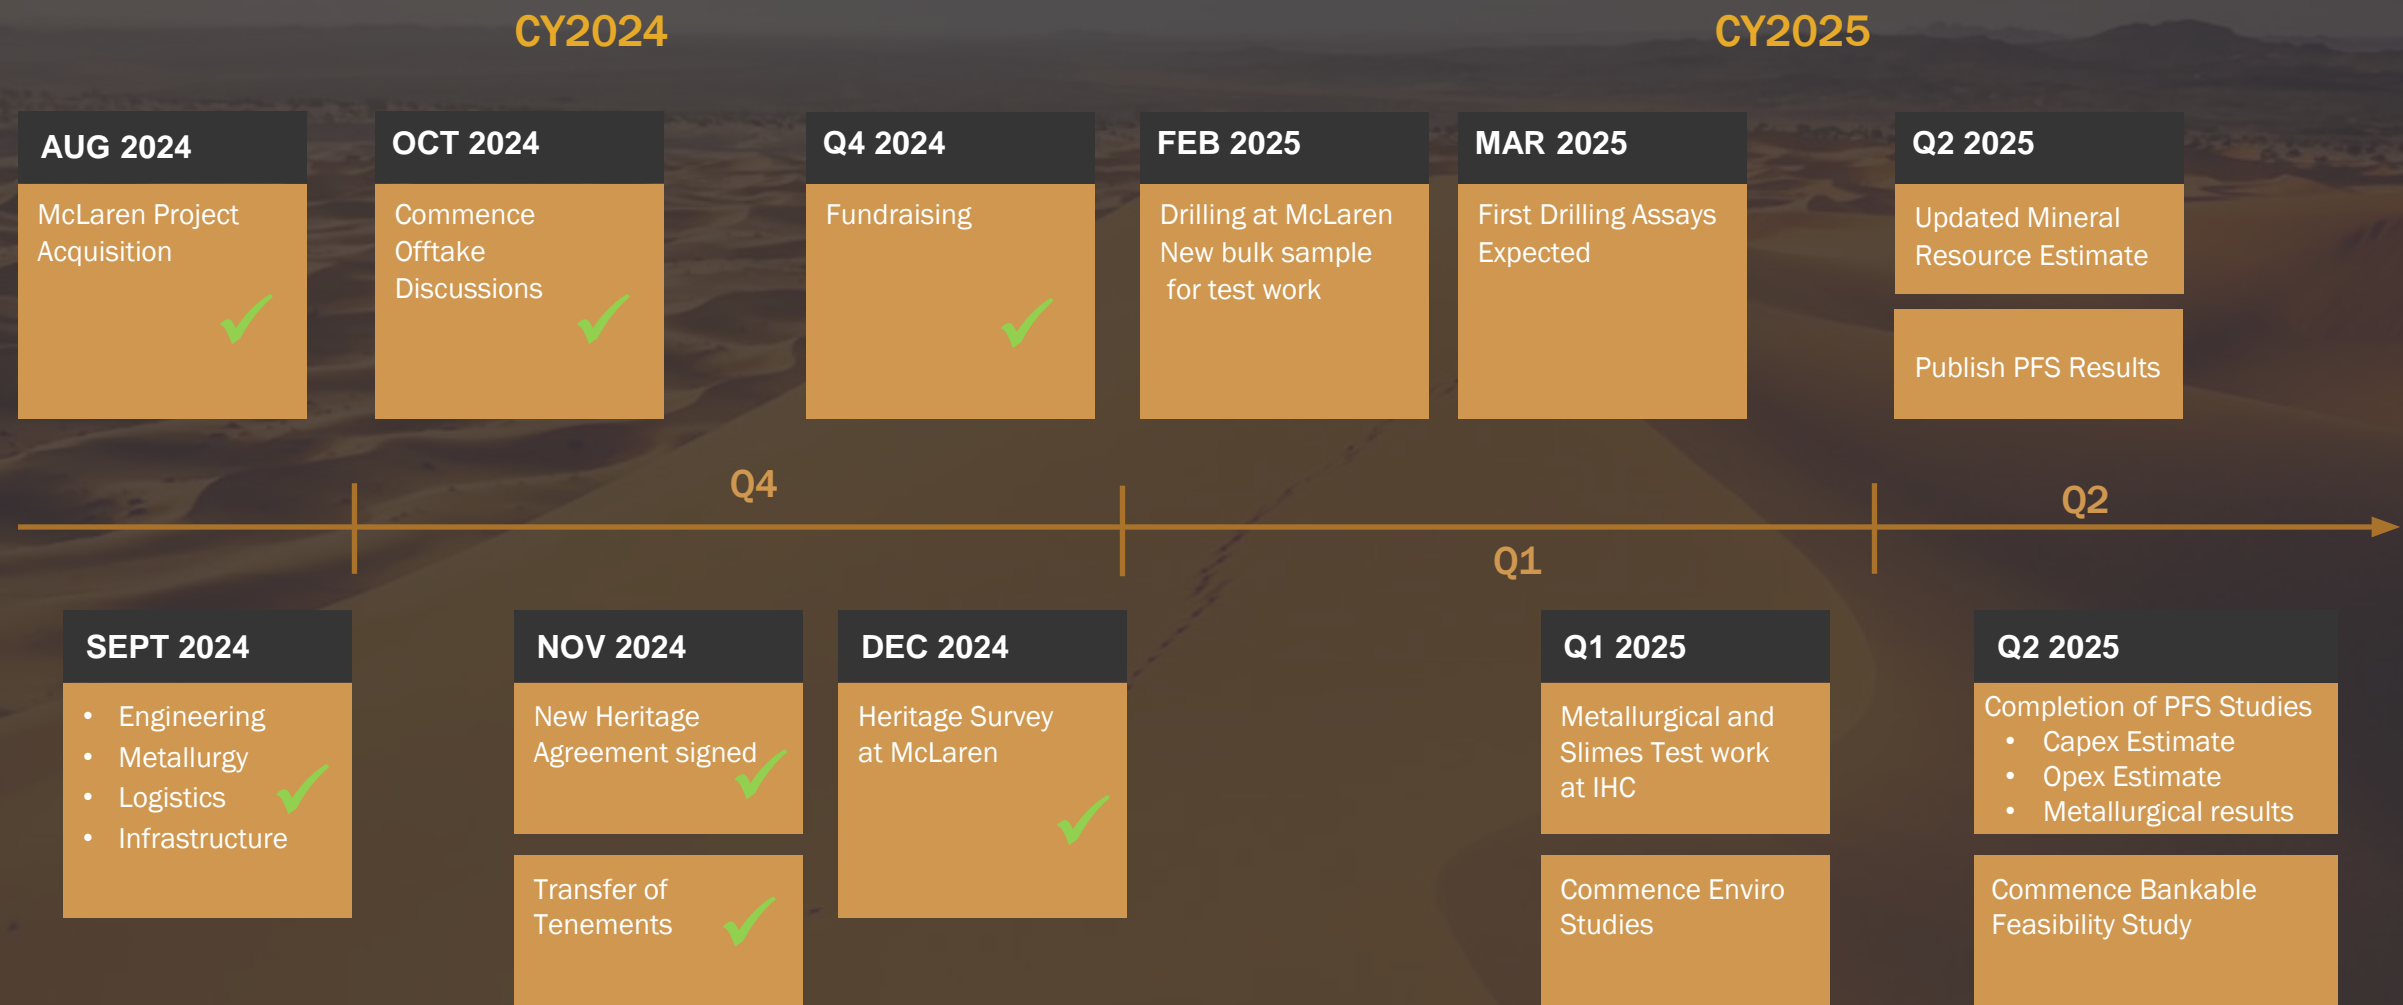 CY2024
CY2025
AUG 2024
McLaren Project
Acquisition
OCT 2024
Commence
Offtake
Discussions
Q4 2024
Fundraising
FEB 2025
Drilling at McLaren
New bulk sample
for test work
MAR 2025
First Drilling Assays
Expected
Q2 2025
Updated Mineral
Resource Estimate
Publish PFS Results
Q4
Q1
Q2
SEPT 2024
• Engineering
• Metallurgy
• Logistics
• Infrastructure
NOV 2024
New Heritage
Agreement signed
Transfer of
Tenements
DEC 2024
Heritage Survey
at McLaren
Q1 2025
Metallurgical and
Slimes Test work
at IHC
Commence Enviro
Studies
Q2 2025
Completion of PFS Studies
• Capex Estimate
• Opex Estimate
• Metallurgical results
Commence Bankable
Feasibility Study